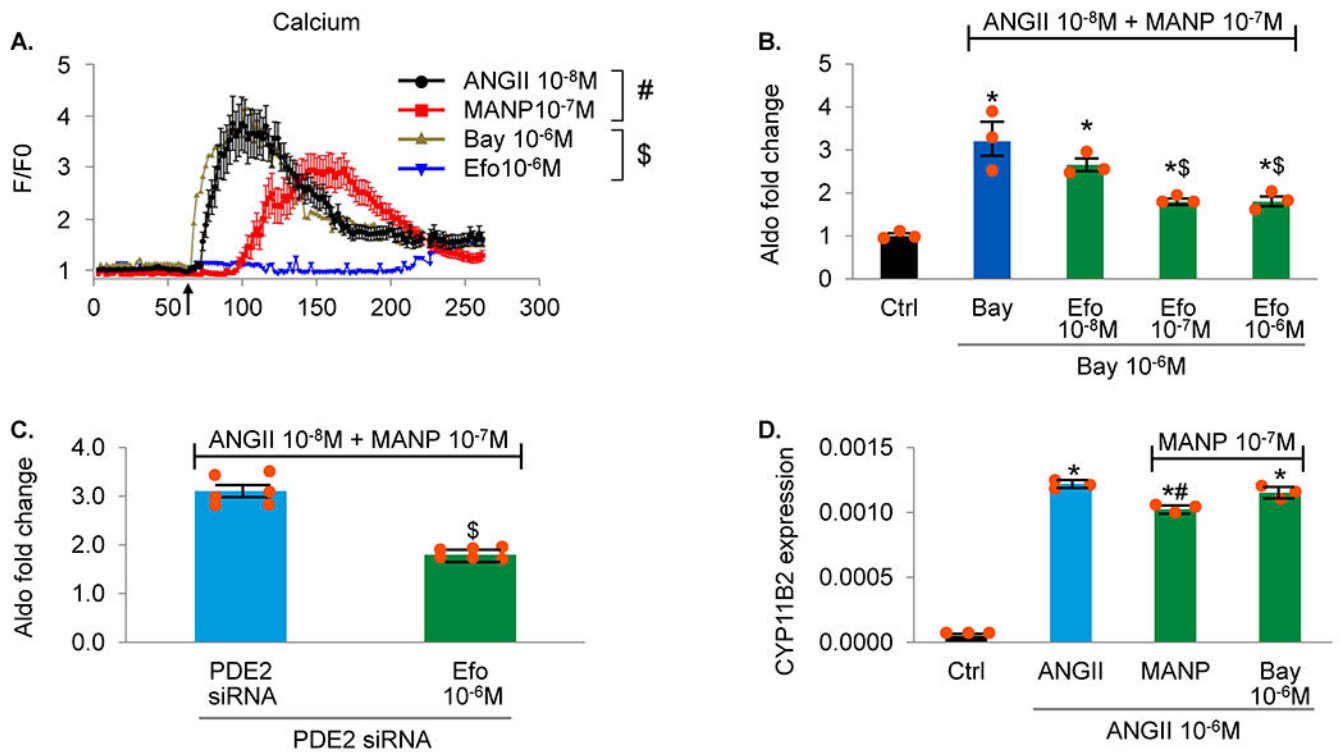 A.
Calcium
F/F0
5
4
3
2
1
0 50 100 150 200 250 300
ANGII 10⁻⁸M
MANP10⁻⁷M
#
Bay 10⁻⁶M
Efo10⁻⁶M
$
B.
ANGII 10⁻⁸M + MANP 10⁻⁷M
Aldo fold change
5
4
3
2
1
0
* * *$ *$
Ctrl Bay Efo Efo Efo
10⁻⁸M 10⁻⁷M 10⁻⁶M
Bay 10⁻⁶M
C.
ANGII 10⁻⁸M + MANP 10⁻⁷M
Aldo fold change
4.0
3.0
2.0
1.0
0.0
$
PDE2 Efo
siRNA 10⁻⁶M
PDE2 siRNA
D.
MANP 10⁻⁷M
CYP11B2 expression
0.0015
0.0010
0.0005
0.0000
* *# *
Ctrl ANGII MANP Bay
10⁻⁶M
ANGII 10⁻⁶M